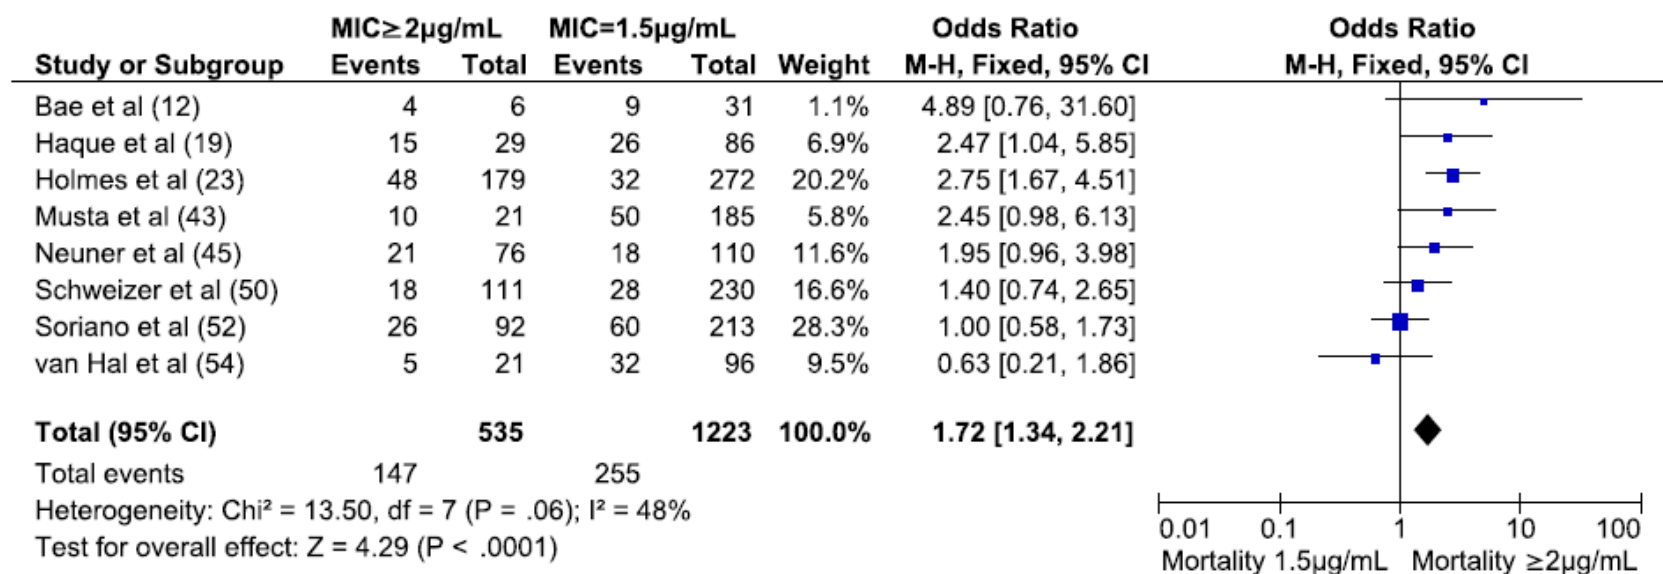 MIC≥2µg/mL MIC=1.5µg/mL Odds Ratio Odds Ratio
Study or Subgroup Events Total Events Total Weight M-H, Fixed, 95% CI M-H, Fixed, 95% CI
Bae et al (12) 4 6 9 31 1.1% 4.89 [0.76, 31.60]
Haque et al (19) 15 29 26 86 6.9% 2.47 [1.04, 5.85]
Holmes et al (23) 48 179 32 272 20.2% 2.75 [1.67, 4.51]
Musta et al (43) 10 21 50 185 5.8% 2.45 [0.98, 6.13]
Neuner et al (45) 21 76 18 110 11.6% 1.95 [0.96, 3.98]
Schweizer et al (50) 18 111 28 230 16.6% 1.40 [0.74, 2.65]
Soriano et al (52) 26 92 60 213 28.3% 1.00 [0.58, 1.73]
van Hal et al (54) 5 21 32 96 9.5% 0.63 [0.21, 1.86]
Total (95% CI) 535 1223 100.0% 1.72 [1.34, 2.21]
Total events 147 255
Heterogeneity: Chi² = 13.50, df = 7 (P = .06); I² = 48%
Test for overall effect: Z = 4.29 (P < .0001)
0.01 0.1 1 10 100
Mortality 1.5µg/mL Mortality ≥2µg/mL